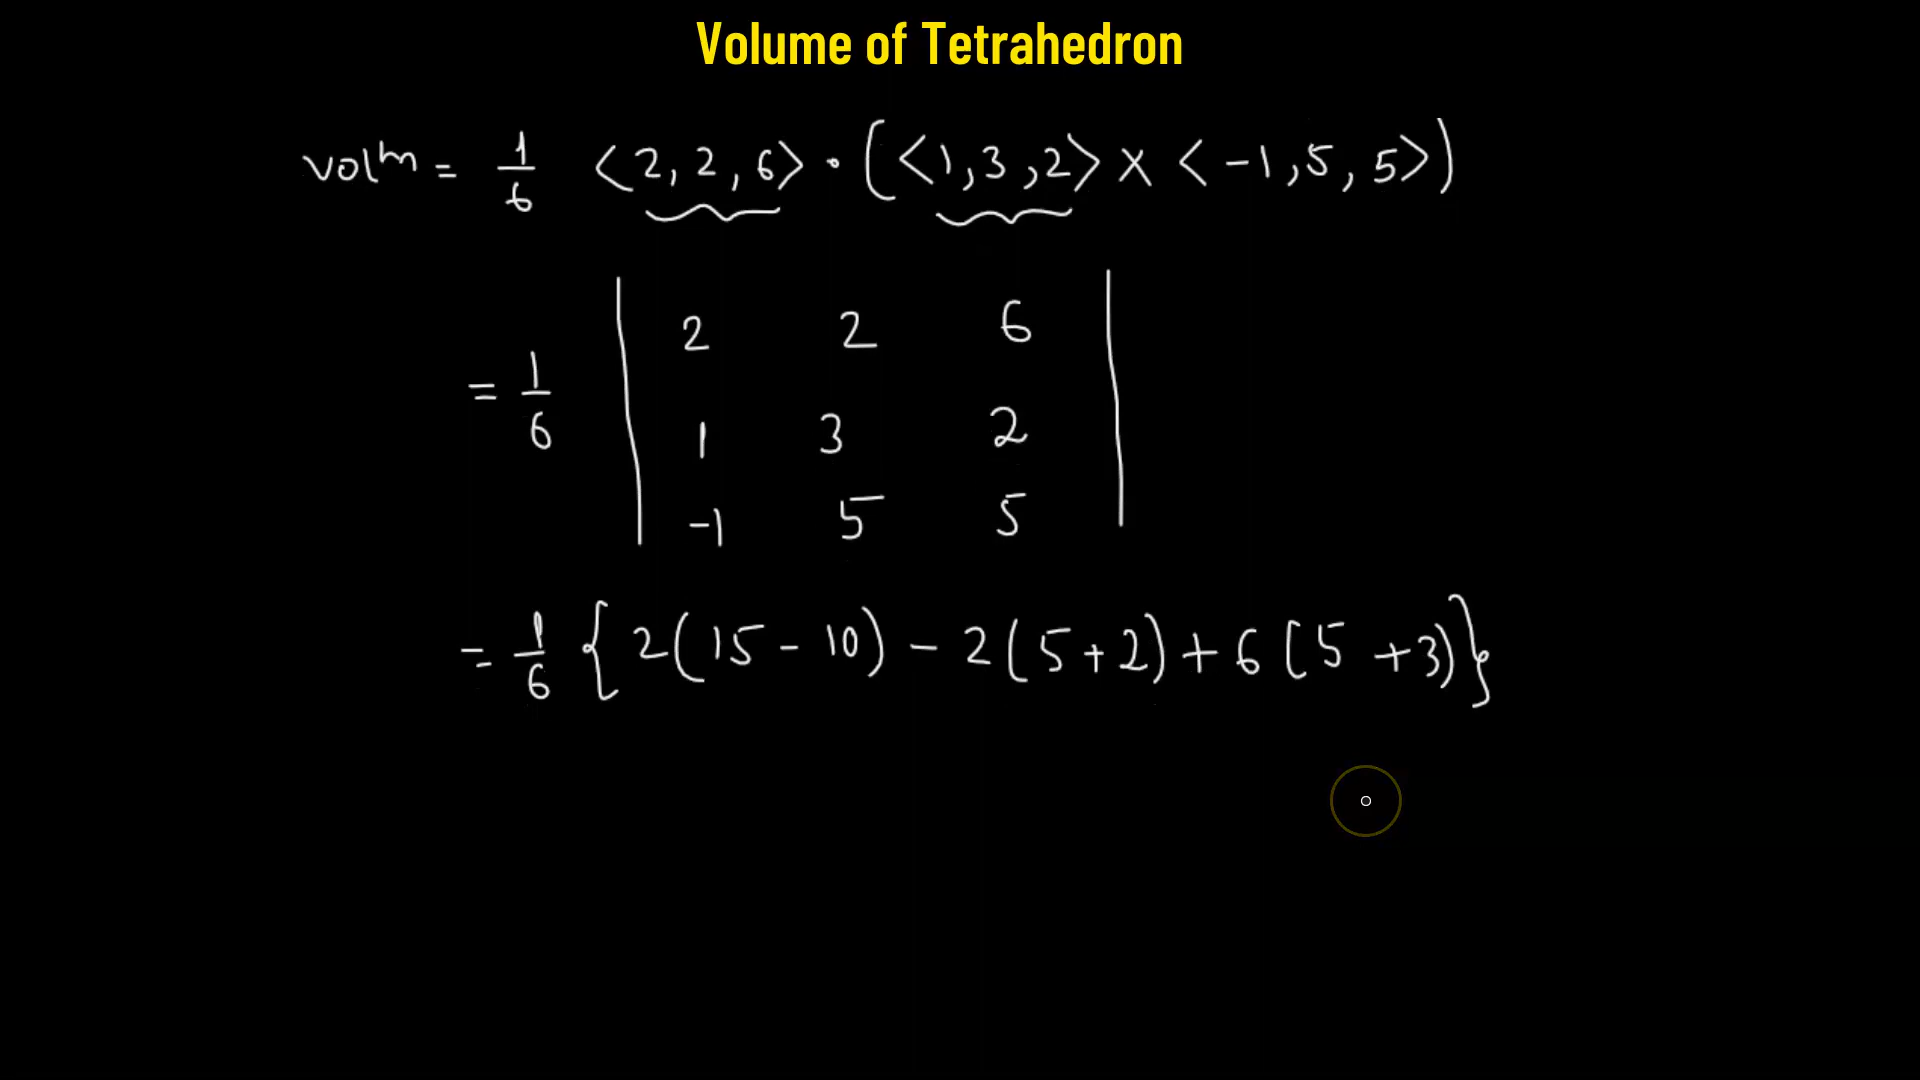 Volume of Tetrahedron
volm = 1/6 <2, 2, 6> · (<1, 3, 2> × <-1, 5, 5>)
= 1/6 | 2 2 6 |
1 3 2
-1 5 5
= 1/6 {2(15 - 10) - 2(5 + 2) + 6(5 + 3)}